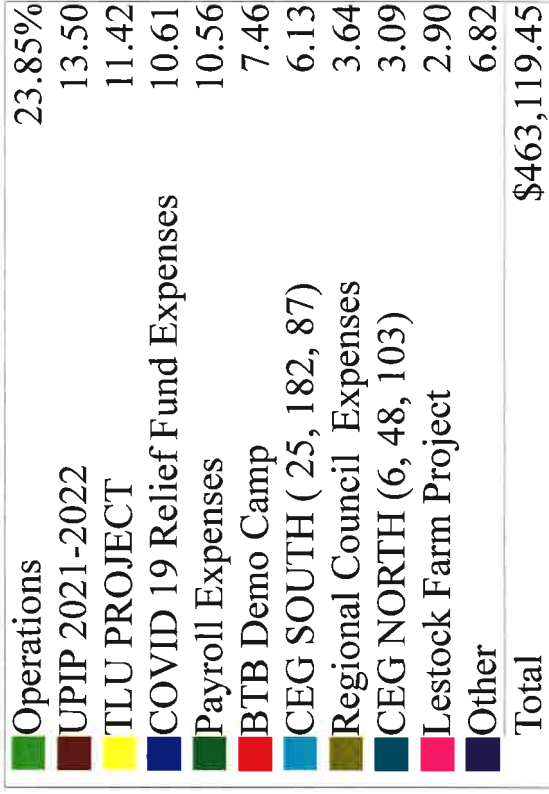 Operations 23.85%
UPIP 2021-2022 13.50
TLU PROJECT 11.42
COVID 19 Relief Fund Expenses 10.61
Payroll Expenses 10.56
BTB Demo Camp 7.46
CEG SOUTH ( 25, 182, 87) 6.13
Regional Council Expenses 3.64
CEG NORTH (6, 48, 103) 3.09
Lestock Farm Project 2.90
Other 6.82
Total $463,119.45